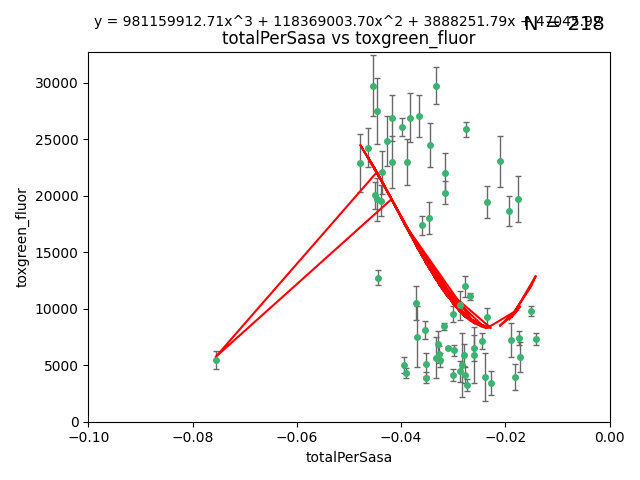 y = 981159912.71x^3 + 118369003.70x^2 + 3888251.79x +
N = 218
totalPerSasa vs toxgreen_fluor
30000
25000
20000
15000
10000
5000
0
toxgreen_fluor
−0.10 −0.08 −0.06 −0.04 −0.02 0.00
totalPerSasa